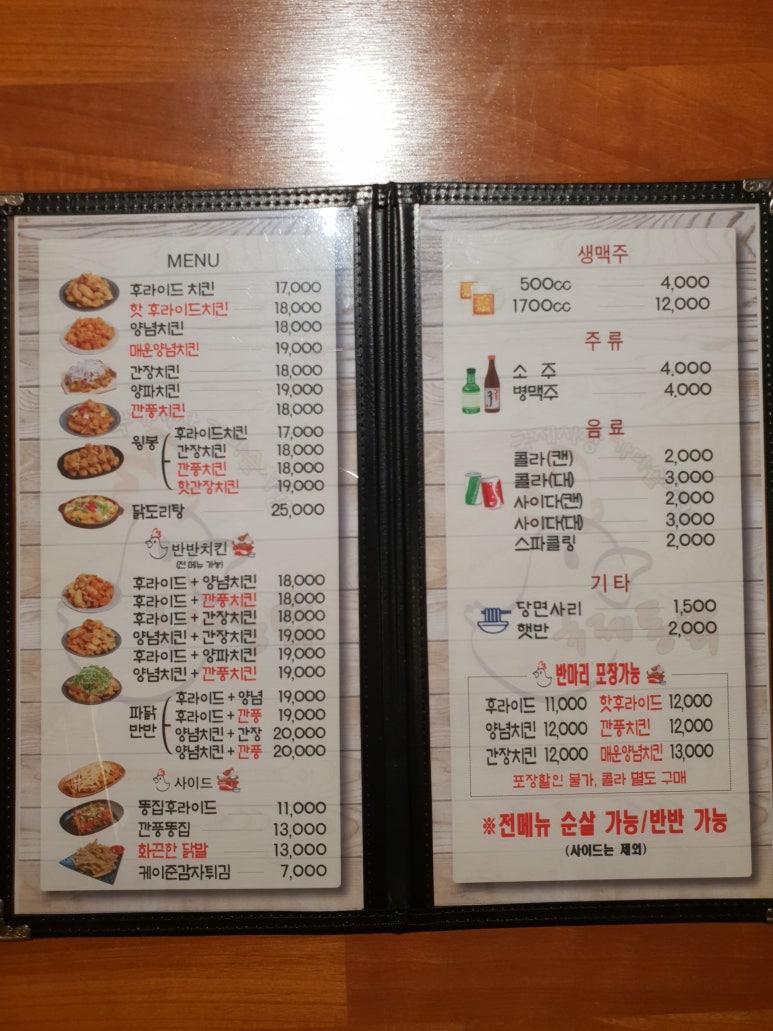 MENU
후라이드 치킨 17,000
핫 후라이드치킨 18,000
양념치킨 18,000
매운양념치킨 19,000
간장치킨 18,000
양파치킨 19,000
깐풍치킨 18,000
윙봉
후라이드치킨 17,000
간장치킨 18,000
깐풍치킨 18,000
핫간장치킨 19,000
닭도리탕 25,000
반반치킨
(전 메뉴 가능)
후라이드 + 양념치킨 18,000
후라이드 + 깐풍치킨 18,000
후라이드 + 간장치킨 18,000
양념치킨 + 간장치킨 19,000
후라이드 + 양파치킨 19,000
양념치킨 + 깐풍치킨 19,000
파닭
반반
후라이드 + 양념 19,000
후라이드 + 깐풍 19,000
양념치킨 + 간장 20,000
양념치킨 + 깐풍 20,000
사이드
똥집후라이드 11,000
깐풍똥집 13,000
화끈한 닭발 13,000
케이준감자튀김 7,000
생맥주
500cc 4,000
1700cc 12,000
주류
소 주 4,000
병맥주 4,000
음료
콜라(캔) 2,000
콜라(대) 3,000
사이다(캔) 2,000
사이다(대) 3,000
스파클링 2,000
기타
당면사리 1,500
햇반 2,000
반마리 포장가능
후라이드 11,000 핫후라이드 12,000
양념치킨 12,000 깐풍치킨 12,000
간장치킨 12,000 매운양념치킨 13,000
포장할인 불가, 콜라 별도 구매
※전메뉴 순살 가능/반반 가능
(사이드는 제외)